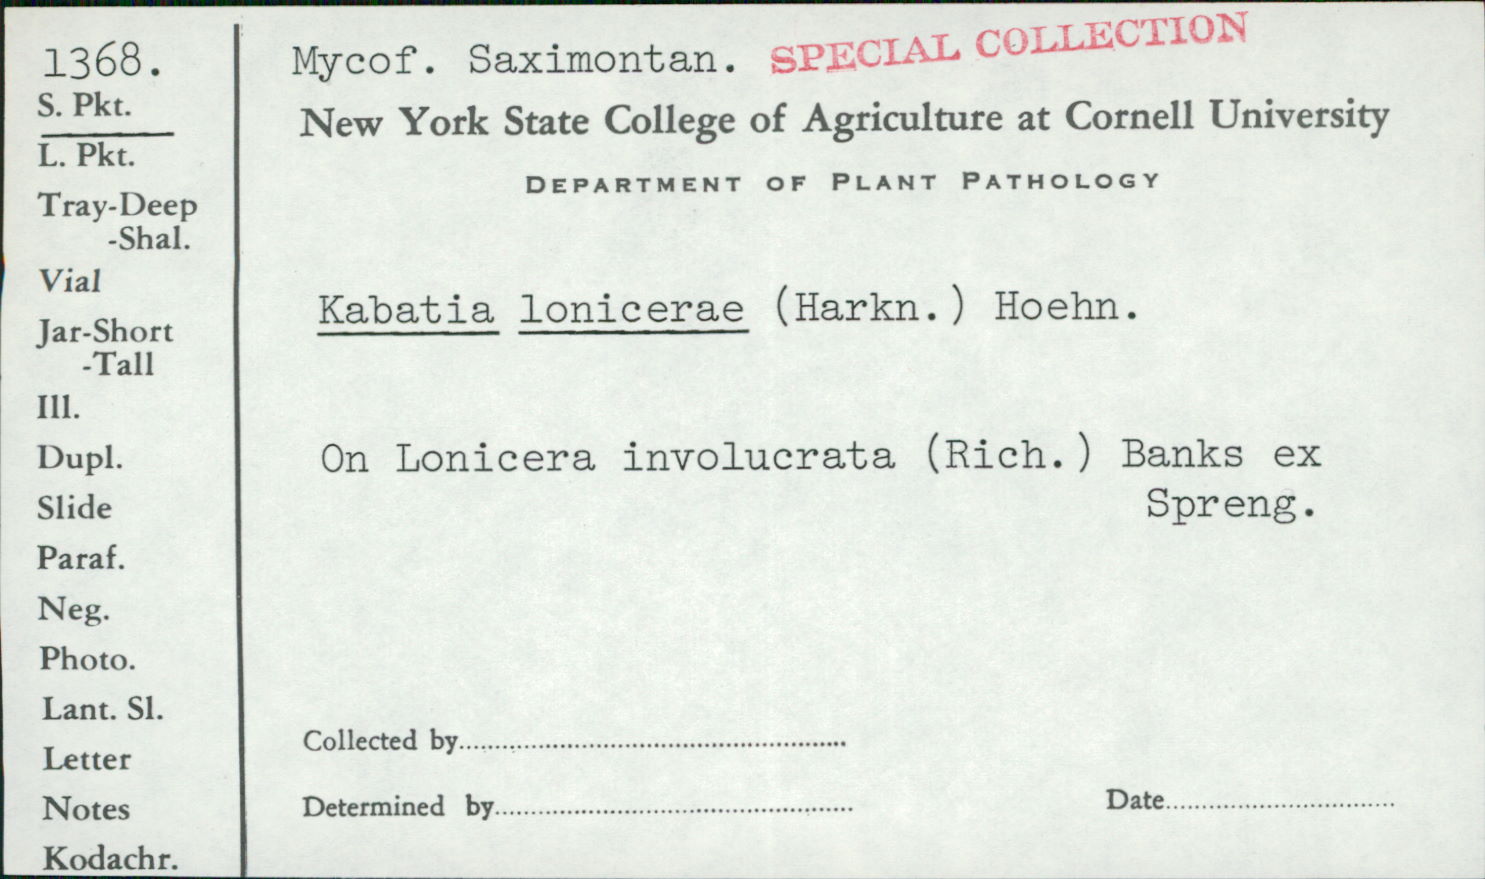 1368.
S. Pkt.
L. Pkt.
Tray-Deep
-Shal.
Vial
Jar-Short
-Tall
Ill.
Dupl.
Slide
Paraf.
Neg.
Photo.
Lant. Sl.
Letter
Notes
Kodachr.
Mycof. Saximontan. SPECIAL COLLECTION
New York State College of Agriculture at Cornell University
DEPARTMENT OF PLANT PATHOLOGY
Kabatia lonicerae (Harkn.) Hoehn.
On Lonicera involucrata (Rich.) Banks ex
Spreng.
Collected by
Determined by Date